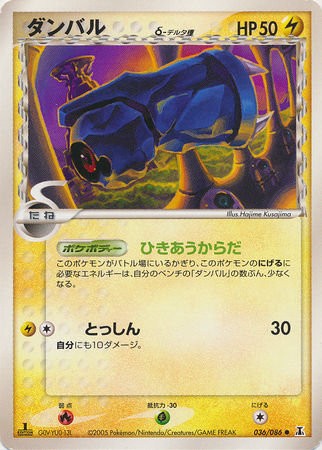 ダンバル
δ-デルタ種
HP50
δ
たね
Illus.Hajime Kusajima
ポケボディー ひきあうからだ
このポケモンがバトル場にいるかぎり、このポケモンのにげるに
必要なエネルギーは、自分のベンチの「ダンバル」の数ぶん、少なく
なる。
とっしん 30
自分にも10ダメージ。
弱点 抵抗力 -30 にげる
1
EDITION
©2005 Pokémon/Nintendo/Creatures/GAME FREAK
036/086 ●